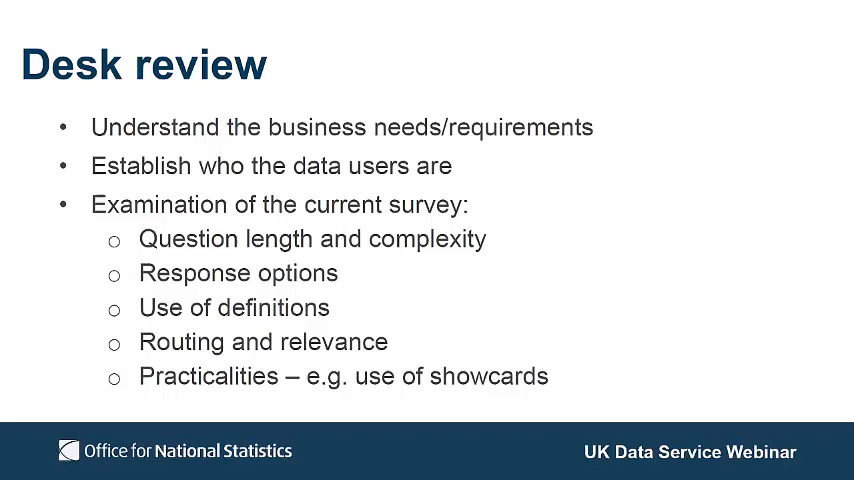 Desk review
• Understand the business needs/requirements
• Establish who the data users are
• Examination of the current survey:
o Question length and complexity
o Response options
o Use of definitions
o Routing and relevance
o Practicalities – e.g. use of showcards
Office for National Statistics
UK Data Service Webinar